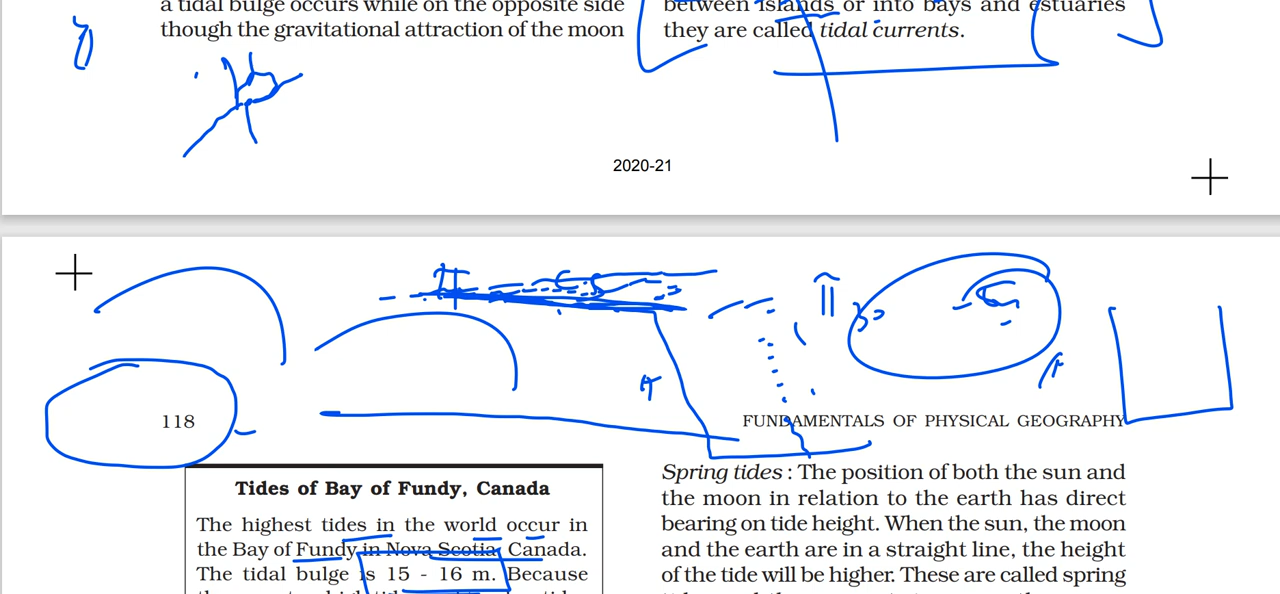 a tidal bulge occurs while on the opposite side
though the gravitational attraction of the moon
between islands or into bays and estuaries
they are called tidal currents.
2020-21
118
FUNDAMENTALS OF PHYSICAL GEOGRAPHY
Tides of Bay of Fundy, Canada
The highest tides in the world occur in
the Bay of Fundy in Nova Scotia, Canada.
The tidal bulge is 15 - 16 m. Because
Spring tides : The position of both the sun and
the moon in relation to the earth has direct
bearing on tide height. When the sun, the moon
and the earth are in a straight line, the height
of the tide will be higher. These are called spring